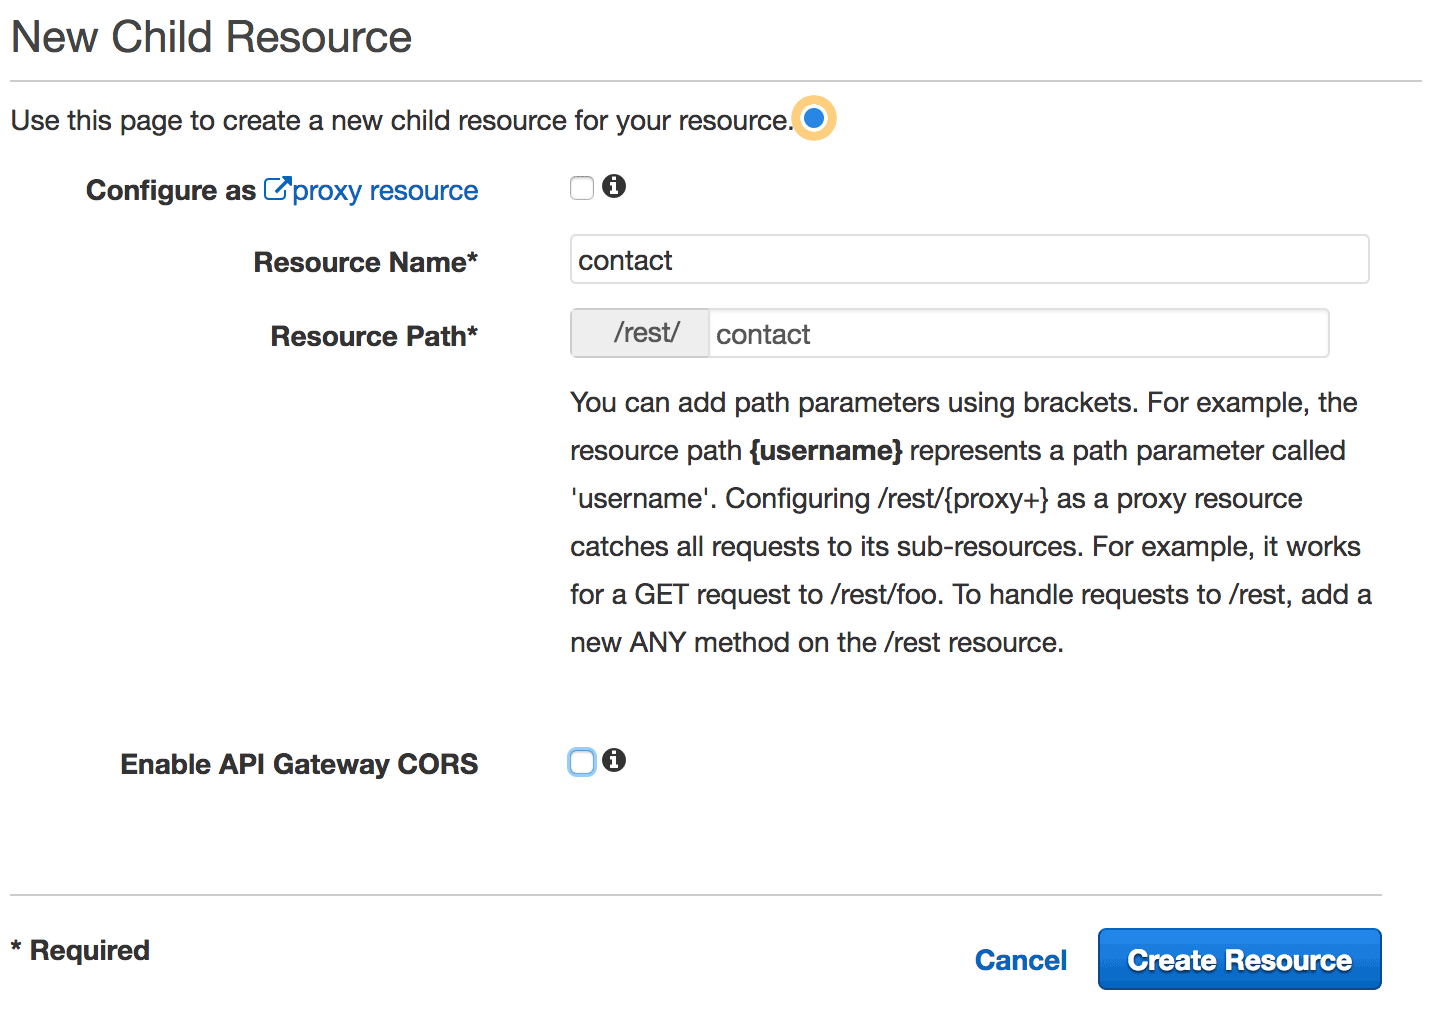 New Child Resource
Use this page to create a new child resource for your resource.
Configure as proxy resource
Resource Name* contact
Resource Path* /rest/ contact
You can add path parameters using brackets. For example, the
resource path {username} represents a path parameter called
'username'. Configuring /rest/{proxy+} as a proxy resource
catches all requests to its sub-resources. For example, it works
for a GET request to /rest/foo. To handle requests to /rest, add a
new ANY method on the /rest resource.
Enable API Gateway CORS
* Required
Cancel Create Resource